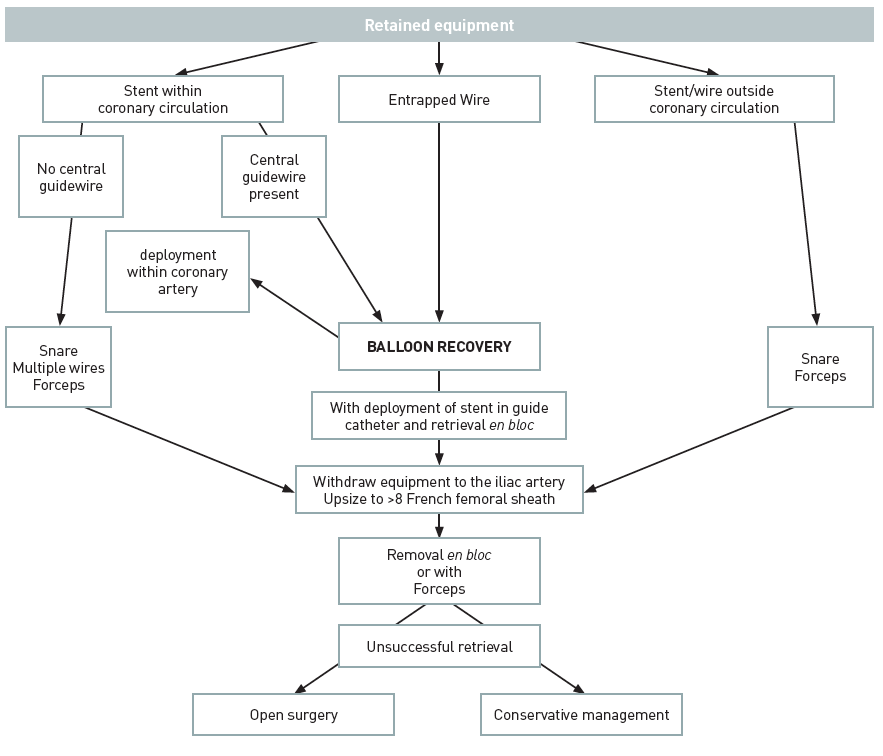 Retained equipment
Stent within
coronary circulation
Entrapped Wire
Stent/wire outside
coronary circulation
No central
guidewire
Central
guidewire
present
deployment
within coronary
artery
Snare
Multiple wires
Forceps
BALLOON RECOVERY
Snare
Forceps
With deployment of stent in guide
catheter and retrieval en bloc
Withdraw equipment to the iliac artery
Upsize to >8 French femoral sheath
Removal en bloc
or with
Forceps
Unsuccessful retrieval
Open surgery
Conservative management